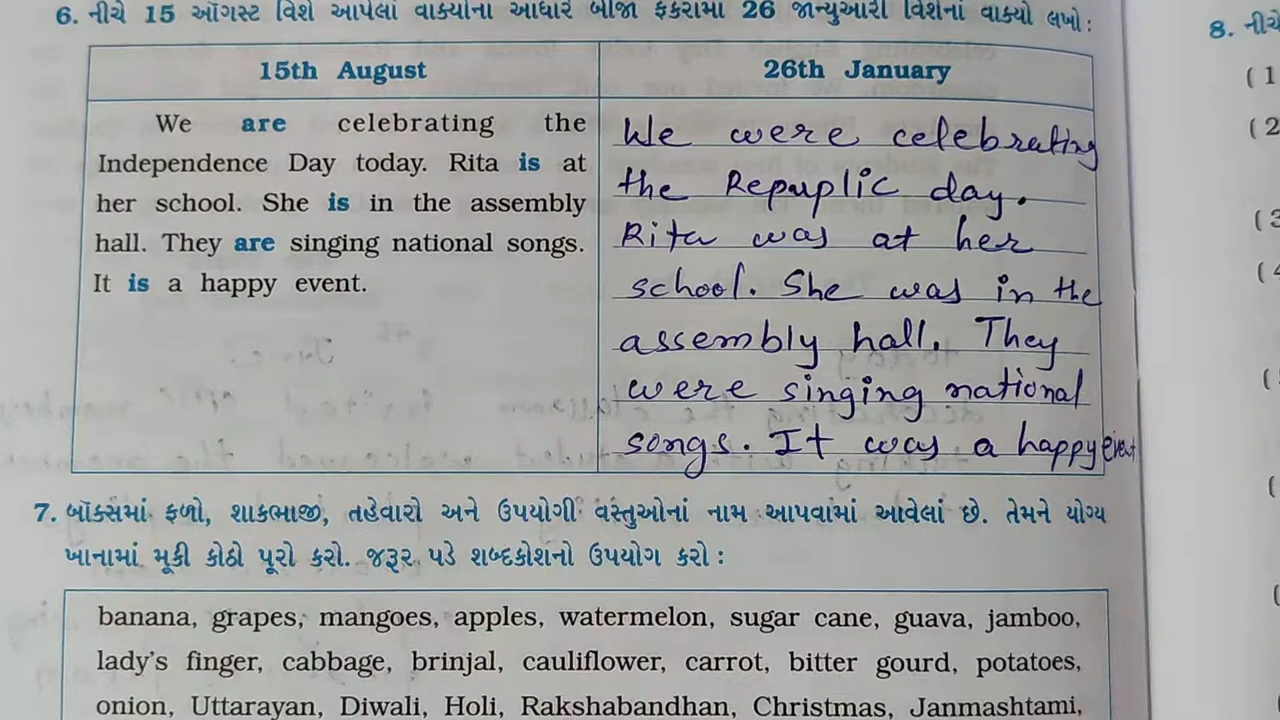 6. નીચે 15 ઑગસ્ટ વિશે આપેલાં વાક્યોના આધારે બીજા ફકરામાં 26 જાન્યુઆરી વિશેનાં વાક્યો લખો :
8. નીચે
15th August
26th January
(1
We are celebrating the
Independence Day today. Rita is at
her school. She is in the assembly
hall. They are singing national songs.
It is a happy event.
We were celebrating
the Repuplic day.
Rita was at her
school. She was in the
assembly hall. They
were singing national
songs. It was a happy event
(2
(3
(4
7. બૉક્સમાં ફળો, શાકભાજી, તહેવારો અને ઉપયોગી વસ્તુઓનાં નામ આપવામાં આવેલાં છે. તેમને યોગ્ય
ખાનામાં મૂકી કોઠો પૂરો કરો. જરૂર પડે શબ્દકોશનો ઉપયોગ કરો :
banana, grapes, mangoes, apples, watermelon, sugar cane, guava, jamboo,
lady's finger, cabbage, brinjal, cauliflower, carrot, bitter gourd, potatoes,
onion, Uttarayan, Diwali, Holi, Rakshabandhan, Christmas, Janmashtami,